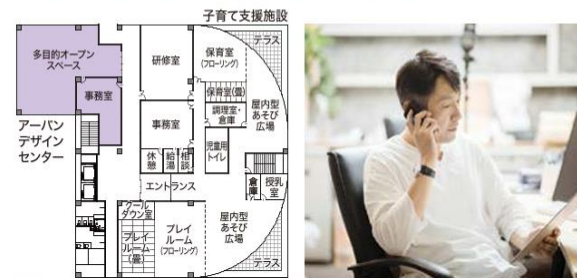 子育て支援施設
テラス
多目的オープン
スペース
研修室
保育室
(フローリング)
保育室(畳)
事務室
調理室・
倉庫
屋内型
あそび
広場
アーバン
デザイン
センター
事務室
児童用
トイレ
休憩
給湯
相談
倉庫
授乳
室
エントランス
クール
ダウン室
プレイ
ルーム
(畳)
プレイ
ルーム
(フローリング)
屋内型
あそび
広場
テラス